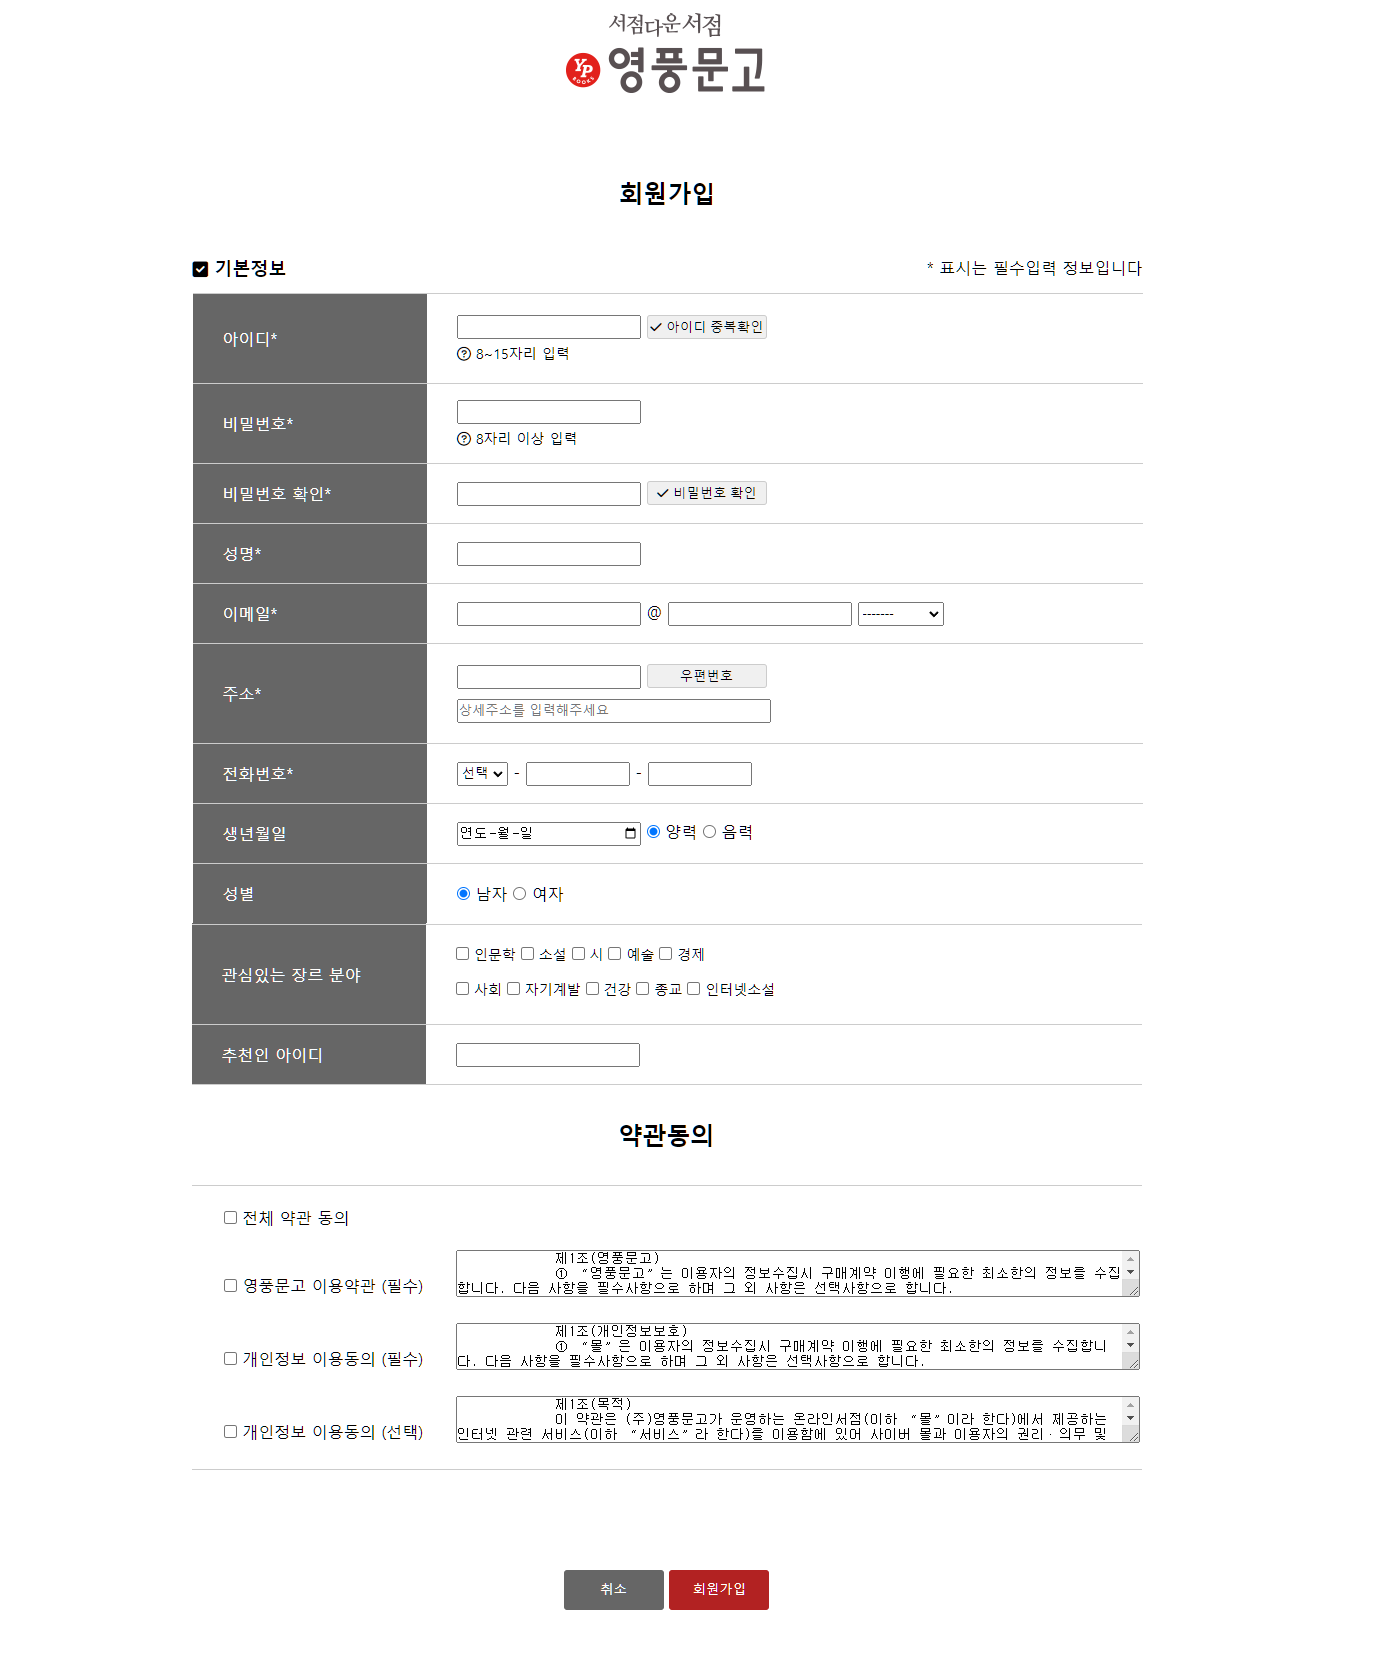 서점다운서점
YP BOOKS 영풍문고
회원가입
기본정보
* 표시는 필수입력 정보입니다
아이디*
아이디 중복확인
8~15자리 입력
비밀번호*
8자리 이상 입력
비밀번호 확인*
비밀번호 확인
성명*
이메일*
@ -------
주소*
우편번호
상세주소를 입력해주세요
전화번호*
선택 - -
생년월일
연도-월-일 양력 음력
성별
남자 여자
관심있는 장르 분야
인문학 소설 시 예술 경제
사회 자기계발 건강 종교 인터넷소설
추천인 아이디
약관동의
전체 약관 동의
영풍문고 이용약관 (필수)
제1조(영풍문고)
① “영풍문고”는 이용자의 정보수집시 구매계약 이행에 필요한 최소한의 정보를 수집
합니다. 다음 사항을 필수사항으로 하며 그 외 사항은 선택사항으로 합니다.
개인정보 이용동의 (필수)
제1조(개인정보보호)
① “몰”은 이용자의 정보수집시 구매계약 이행에 필요한 최소한의 정보를 수집합니
다. 다음 사항을 필수사항으로 하며 그 외 사항은 선택사항으로 합니다.
개인정보 이용동의 (선택)
제1조(목적)
이 약관은 (주)영풍문고가 운영하는 온라인서점(이하 “몰”이라 한다)에서 제공하는
인터넷 관련 서비스(이하 “서비스”라 한다)를 이용함에 있어 사이버 몰과 이용자의 권리·의무 및
취소
회원가입